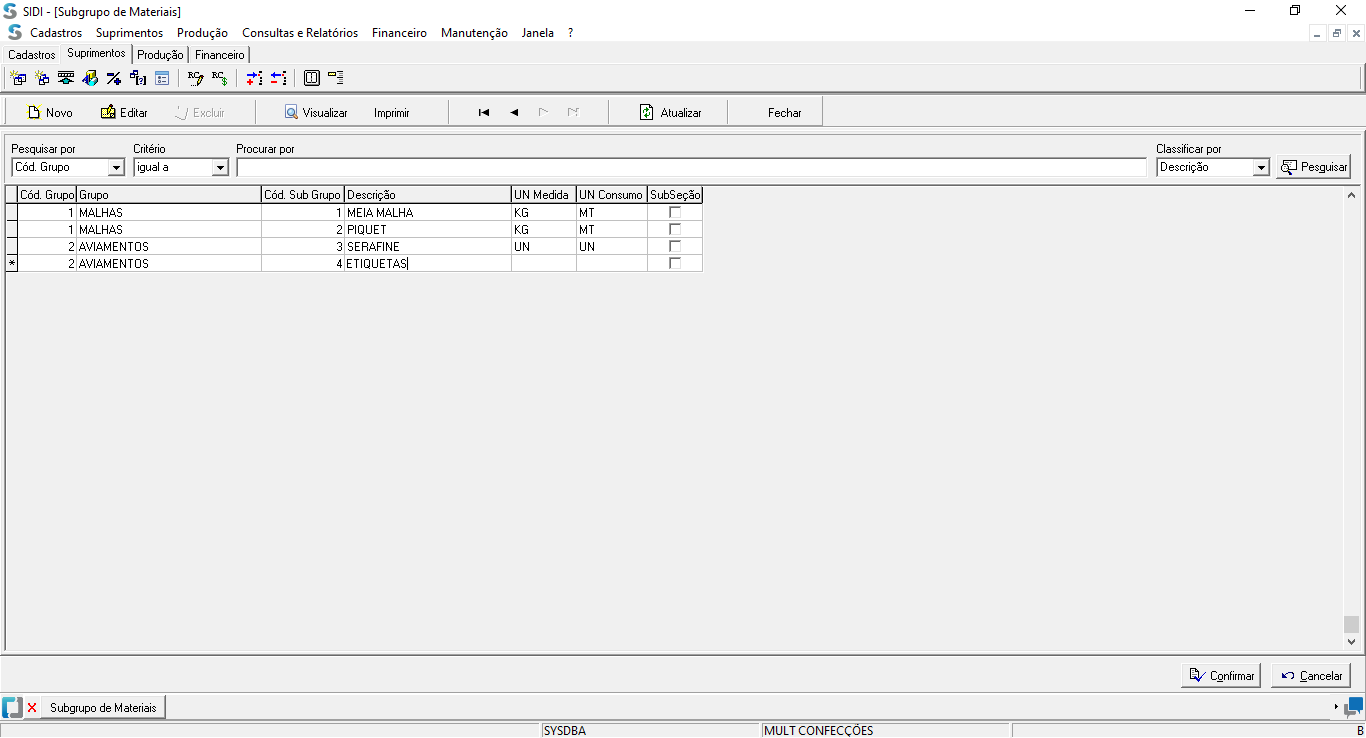 SIDI - [Subgrupo de Materiais]
Cadastros Suprimentos Produção Consultas e Relatórios Financeiro Manutenção Janela ?
Cadastros Suprimentos Produção Financeiro
Novo Editar Excluir Visualizar Imprimir Atualizar Fechar
Pesquisar por Critério Procurar por Classificar por
Cód. Grupo igual a Descrição Pesquisar
Cód. Grupo Grupo Cód. Sub Grupo Descrição UN Medida UN Consumo SubSeção
1 MALHAS 1 MEIA MALHA KG MT
1 MALHAS 2 PIQUET KG MT
2 AVIAMENTOS 3 SERAFINE UN UN
* 2 AVIAMENTOS 4 ETIQUETAS
Confirmar Cancelar
Subgrupo de Materiais
SYSDBA MULT CONFECÇÕES B